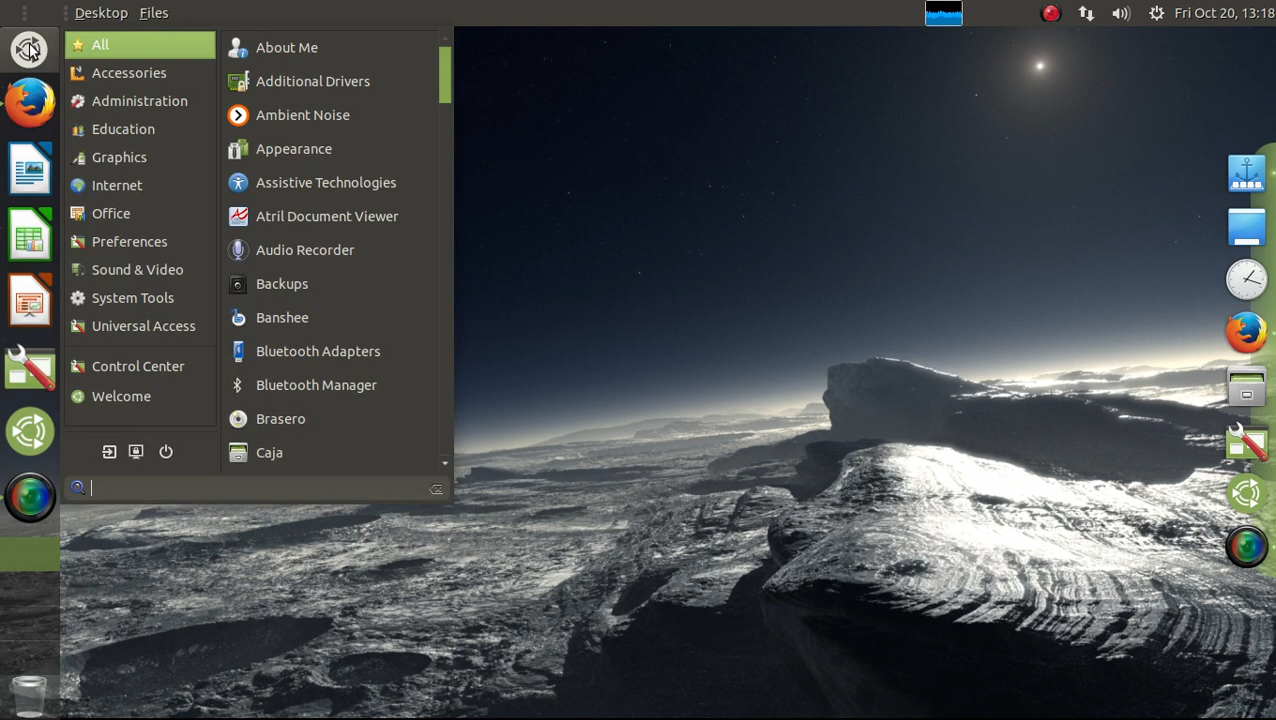 Desktop Files
Fri Oct 20, 13:18
All
Accessories
Administration
Education
Graphics
Internet
Office
Preferences
Sound & Video
System Tools
Universal Access
Control Center
Welcome
About Me
Additional Drivers
Ambient Noise
Appearance
Assistive Technologies
Atril Document Viewer
Audio Recorder
Backups
Banshee
Bluetooth Adapters
Bluetooth Manager
Brasero
Caja